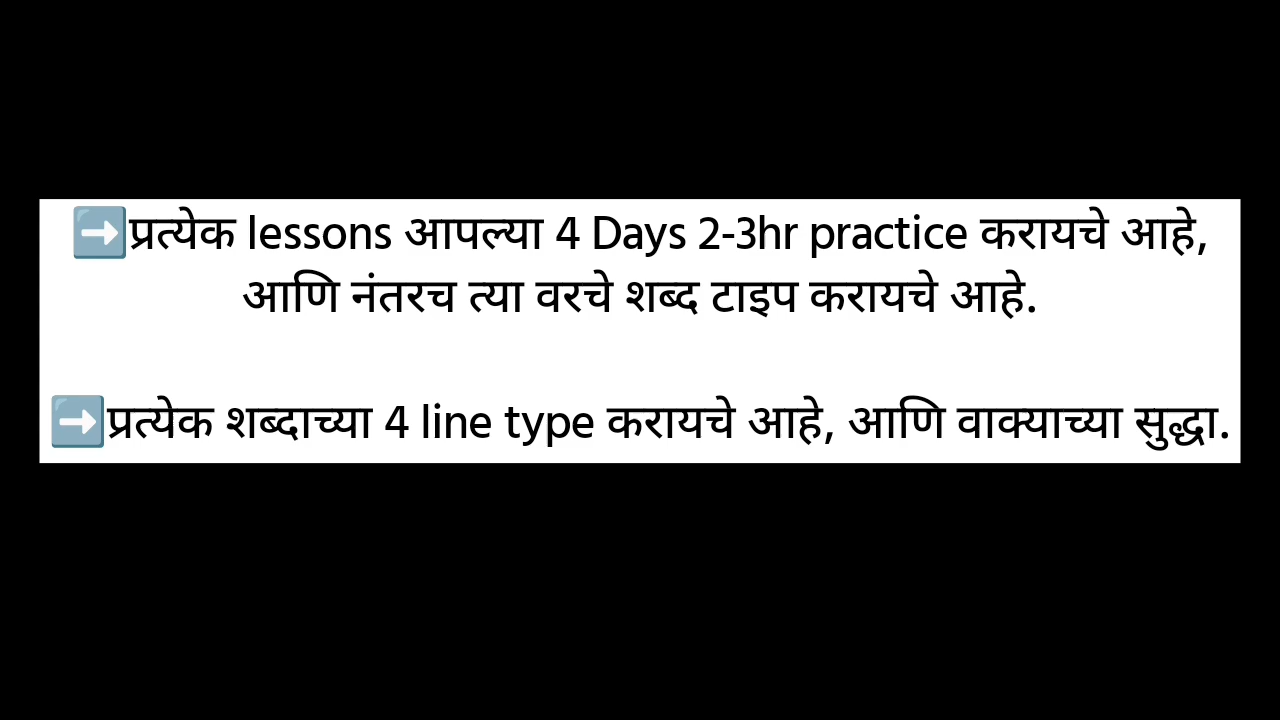 ➡️प्रत्येक lessons आपल्या 4 Days 2-3hr practice करायचे आहे,
आणि नंतरच त्या वरचे शब्द टाइप करायचे आहे.
➡️प्रत्येक शब्दाच्या 4 line type करायचे आहे, आणि वाक्याच्या सुद्धा.